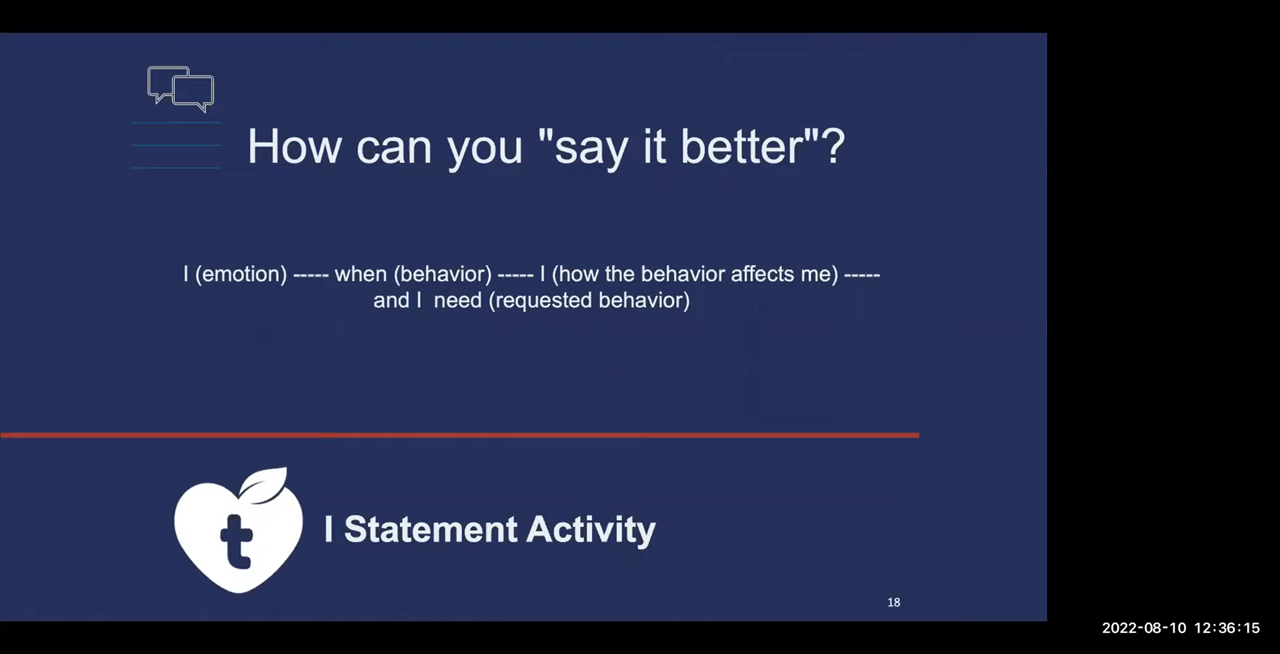 How can you "say it better"?
I (emotion) ----- when (behavior) ----- I (how the behavior affects me) -----
and I  need (requested behavior)
t
I Statement Activity
18
2022-08-10 12:36:15